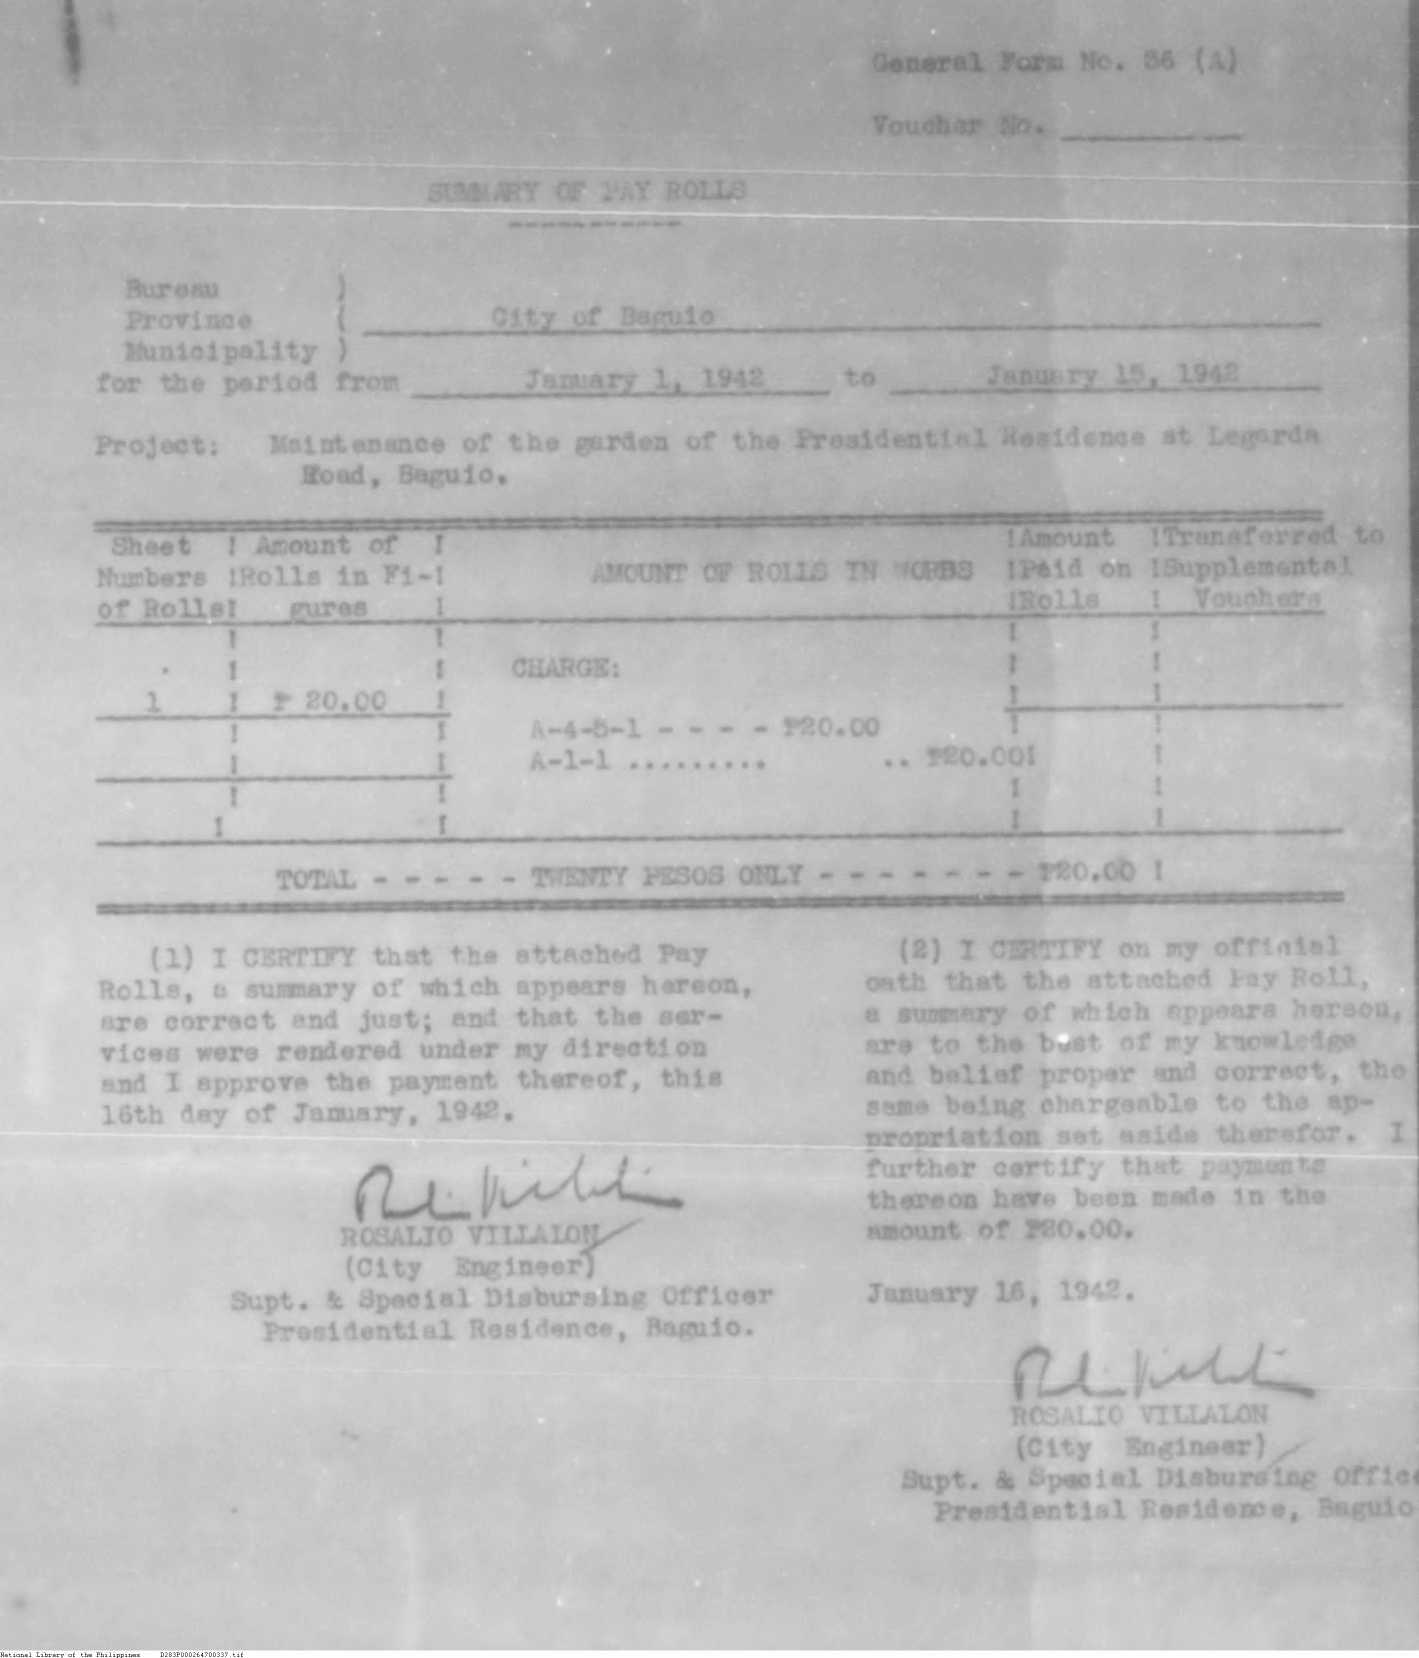 General Form No. 36 (A)
Voucher No. ____________
SUMMARY OF PAY ROLLS
-----------
Bureau )
Province ( City of Baguio
Municipality )
for the period from January 1, 1942 to January 15, 1942
Project: Maintenance of the garden of the Presidential Residence at Legarda
Road, Baguio.
Sheet ! Amount of ! !Amount !Transferred to
Numbers !Rolls in Fi-! AMOUNT OF ROLLS IN WORDS !Paid on !Supplemental
of Rolls! gures ! !Rolls ! Vouchers
CHARGE:
1 ! ₱ 20.00 !
A-4-5-1 - - - - ₱20.00
A-1-1 ......... .. ₱20.00!
TOTAL - - - - - TWENTY PESOS ONLY - - - - - - - ₱20.00 !
(1) I CERTIFY that the attached Pay
Rolls, a summary of which appears hereon,
are correct and just; and that the ser-
vices were rendered under my direction
and I approve the payment thereof, this
16th day of January, 1942.
ROSALIO VILLALON
(City Engineer)
Supt. & Special Disbursing Officer
Presidential Residence, Baguio.
(2) I CERTIFY on my official
oath that the attached Pay Roll,
a summary of which appears hereon,
are to the best of my knowledge
and belief proper and correct, the
same being chargeable to the ap-
propriation set aside therefor. I
further certify that payments
thereon have been made in the
amount of ₱20.00.
January 16, 1942.
ROSALIO VILLALON
(City Engineer)
Supt. & Special Disbursing Office
Presidential Residence, Baguio
National Library of the Philippines D283P000264700337.tif